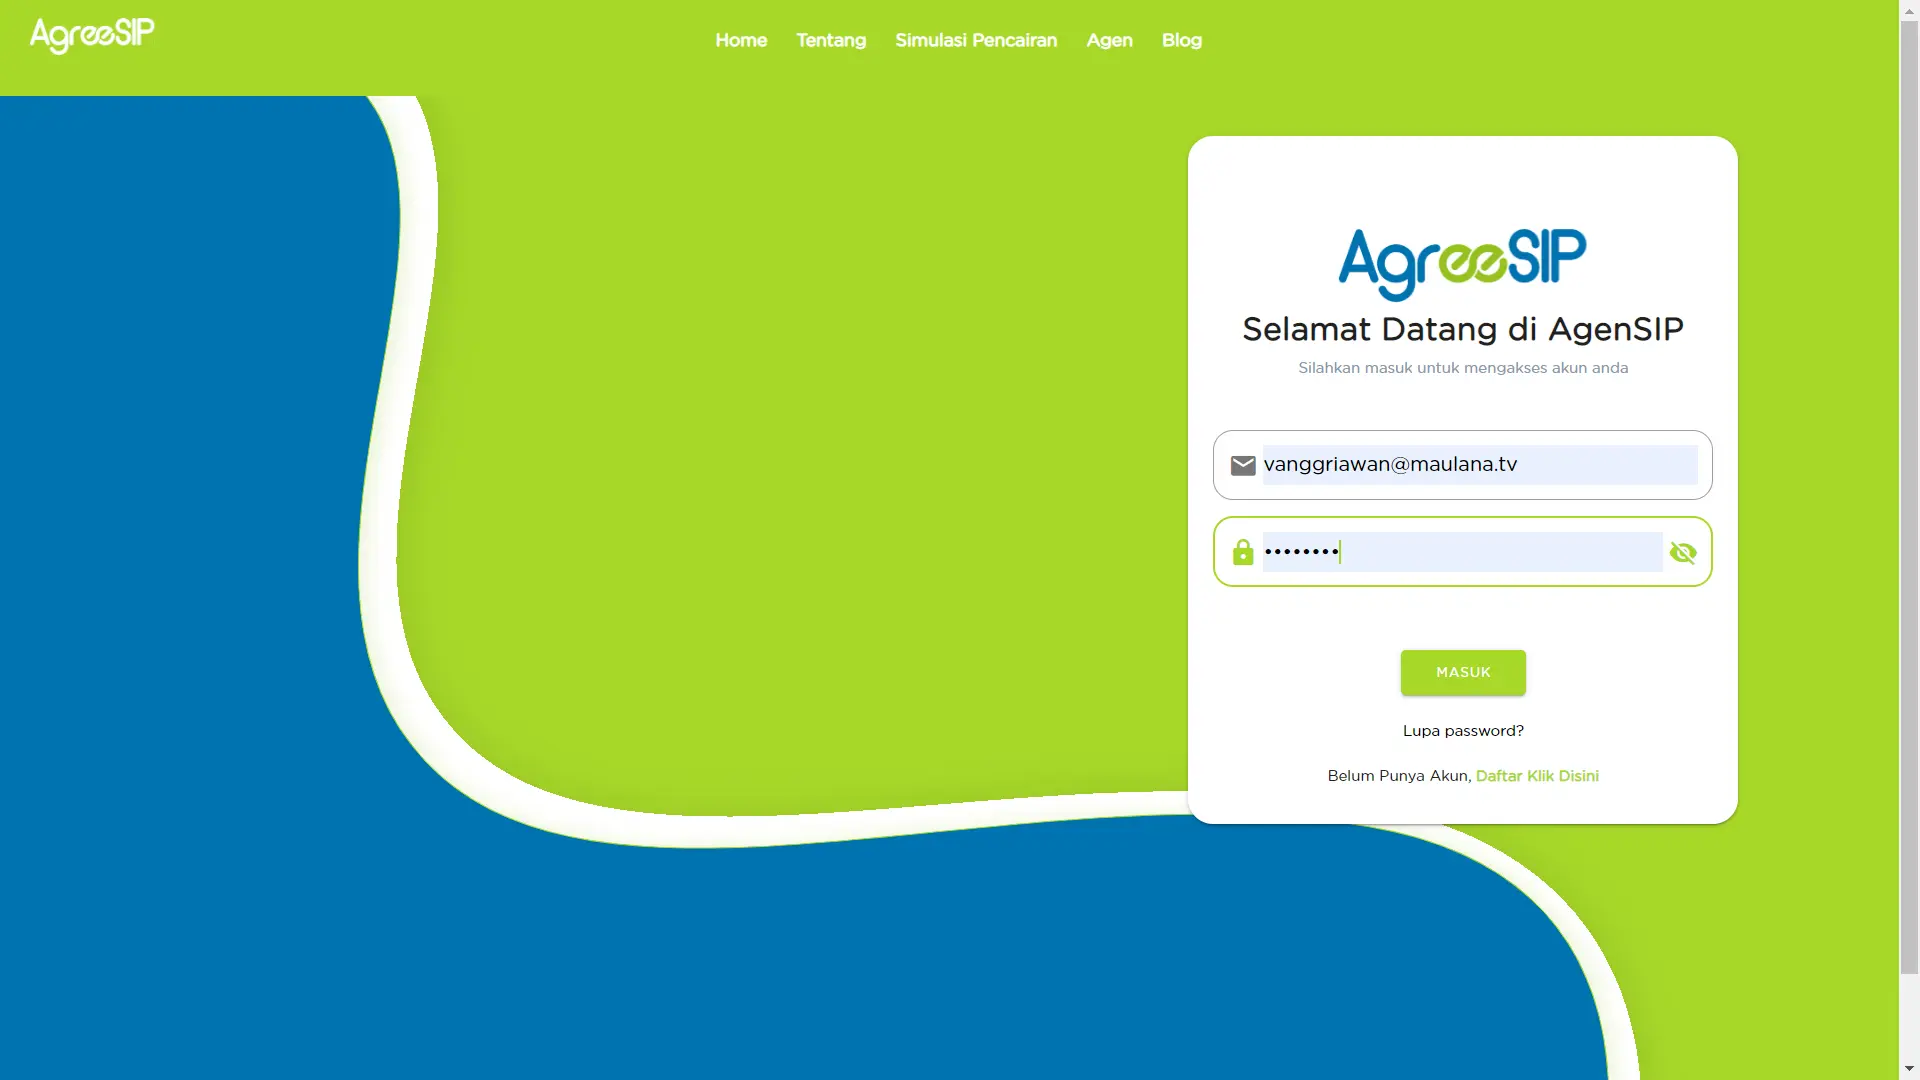 AgreeSIP
Home Tentang Simulasi Pencairan Agen Blog
AgreeSIP
Selamat Datang di AgenSIP
Silahkan masuk untuk mengakses akun anda
vanggriawan@maulana.tv
••••••••
MASUK
Lupa password?
Belum Punya Akun, Daftar Klik Disini